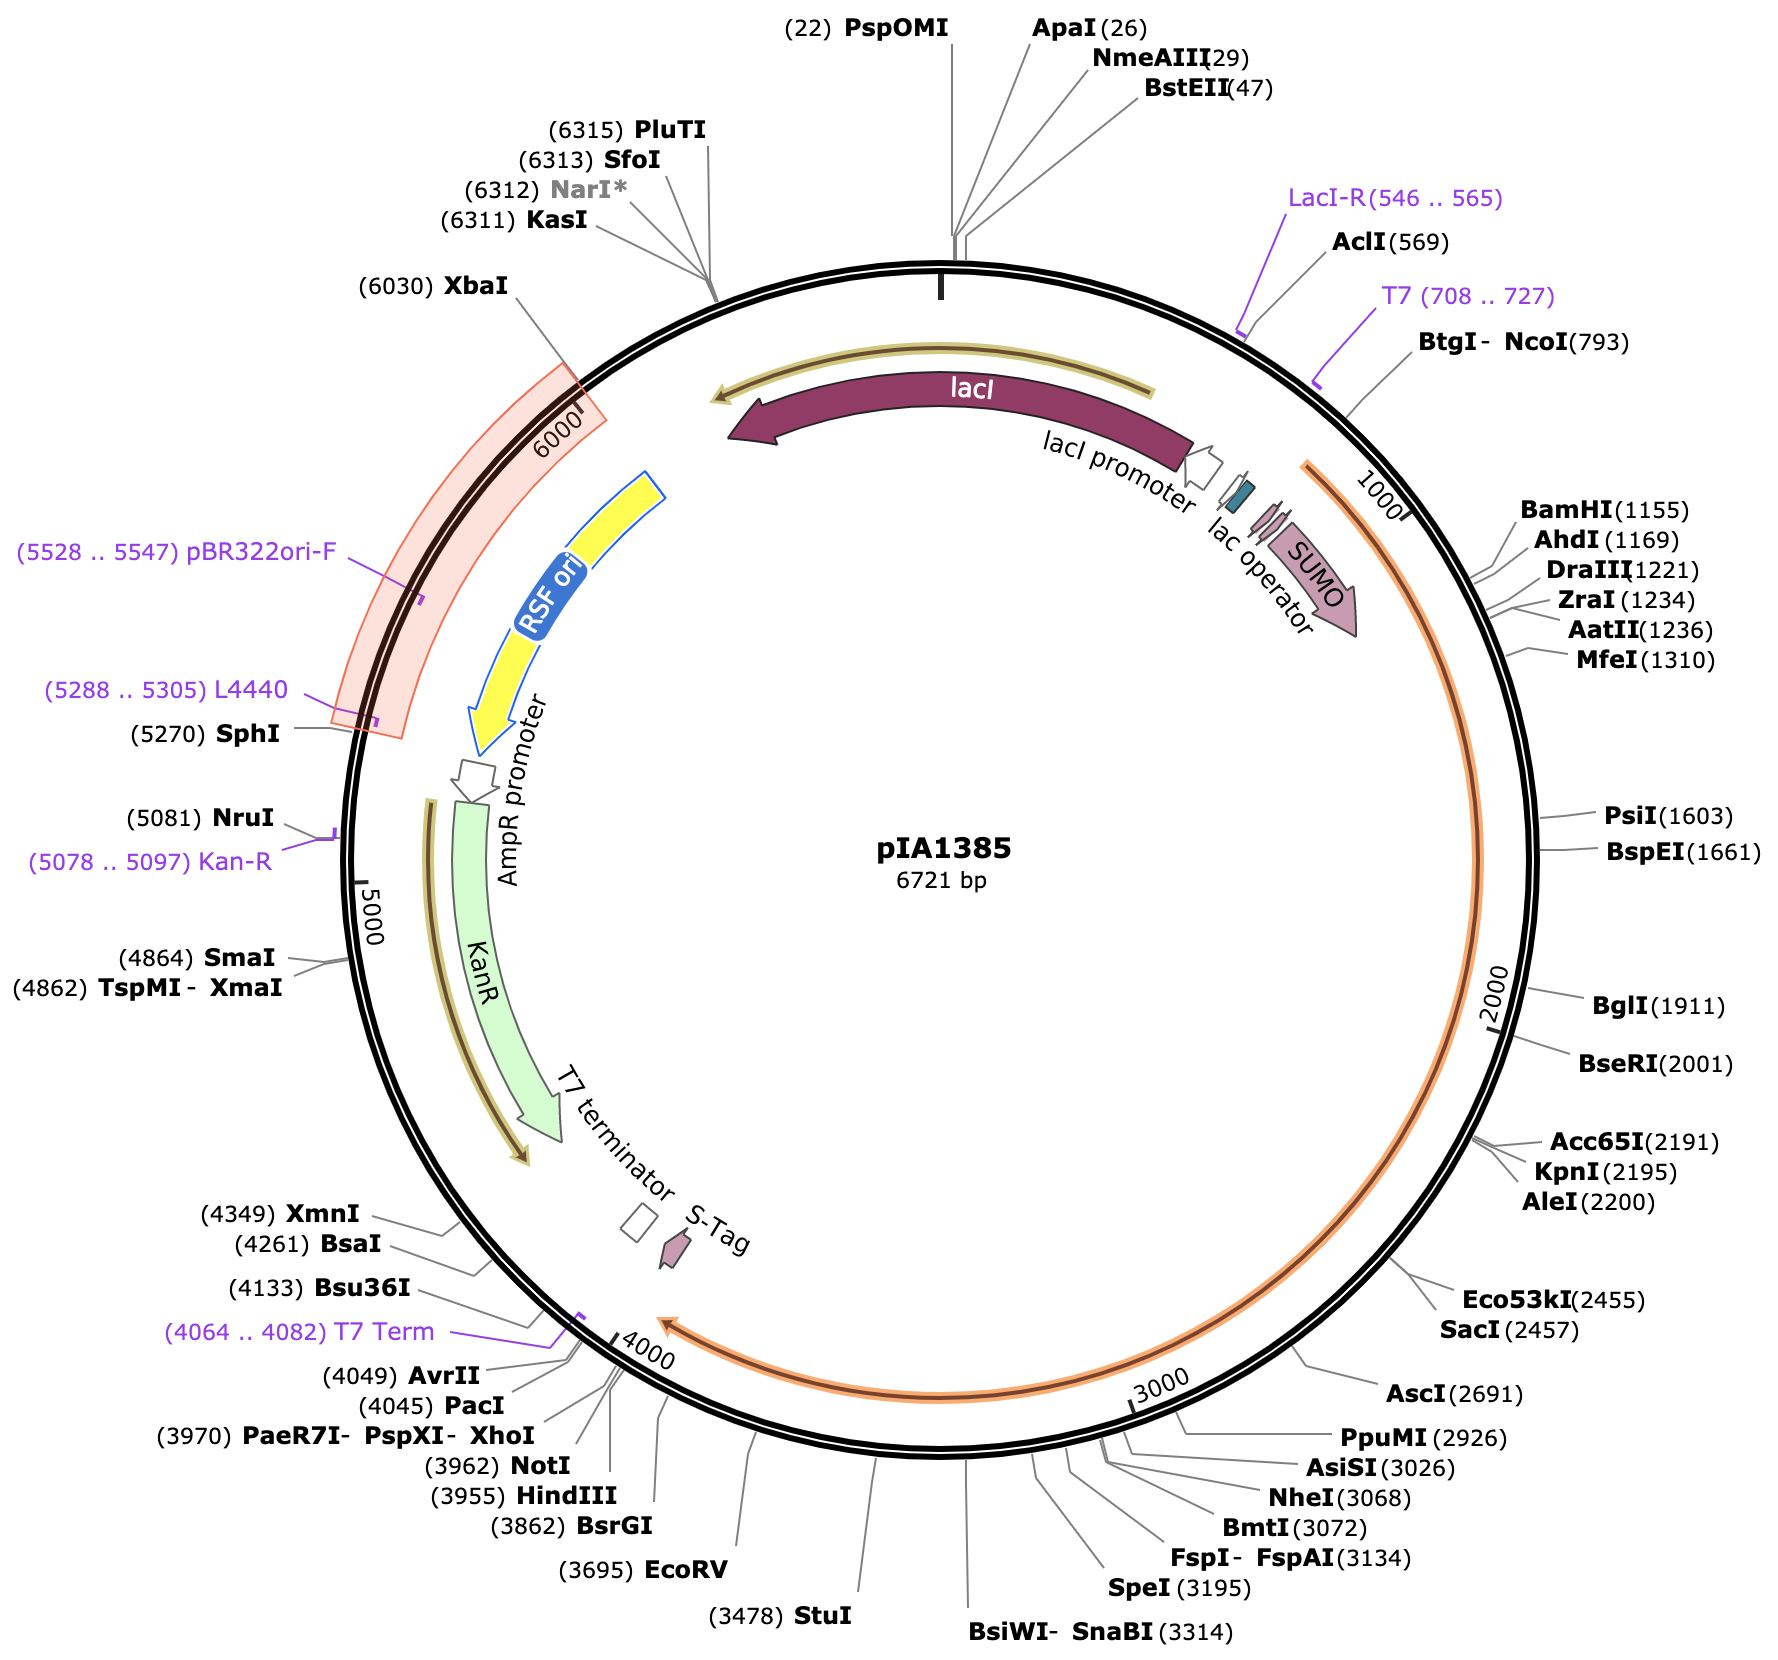 (22) PspOMI
ApaI (26)
NmeAIII (29)
BstEII (47)
LacI-R (546 .. 565)
AclI (569)
T7 (708 .. 727)
BtgI - NcoI (793)
1000
BamHI (1155)
AhdI (1169)
DraIII (1221)
ZraI (1234)
AatII (1236)
MfeI (1310)
PsiI (1603)
BspEI (1661)
BglI (1911)
2000
BseRI (2001)
Acc65I (2191)
KpnI (2195)
AleI (2200)
Eco53kI (2455)
SacI (2457)
AscI (2691)
PpuMI (2926)
3000
AsiSI (3026)
NheI (3068)
BmtI (3072)
FspI - FspAI (3134)
SpeI (3195)
BsiWI - SnaBI (3314)
(3478) StuI
(3695) EcoRV
(3862) BsrGI
(3955) HindIII
(3962) NotI
(3970) PaeR7I - PspXI - XhoI
4000
(4045) PacI
(4049) AvrII
(4064 .. 4082) T7 Term
(4133) Bsu36I
(4261) BsaI
(4349) XmnI
(4862) TspMI - XmaI
(4864) SmaI
5000
(5078 .. 5097) Kan-R
(5081) NruI
(5270) SphI
(5288 .. 5305) L4440
(5528 .. 5547) pBR322ori-F
6000
(6030) XbaI
(6311) KasI
(6312) NarI*
(6313) SfoI
(6315) PluTI
lacI
lacI promoter
lac operator
SUMO
S-Tag
T7 terminator
KanR
AmpR promoter
RSF ori
pIA1385
6721 bp